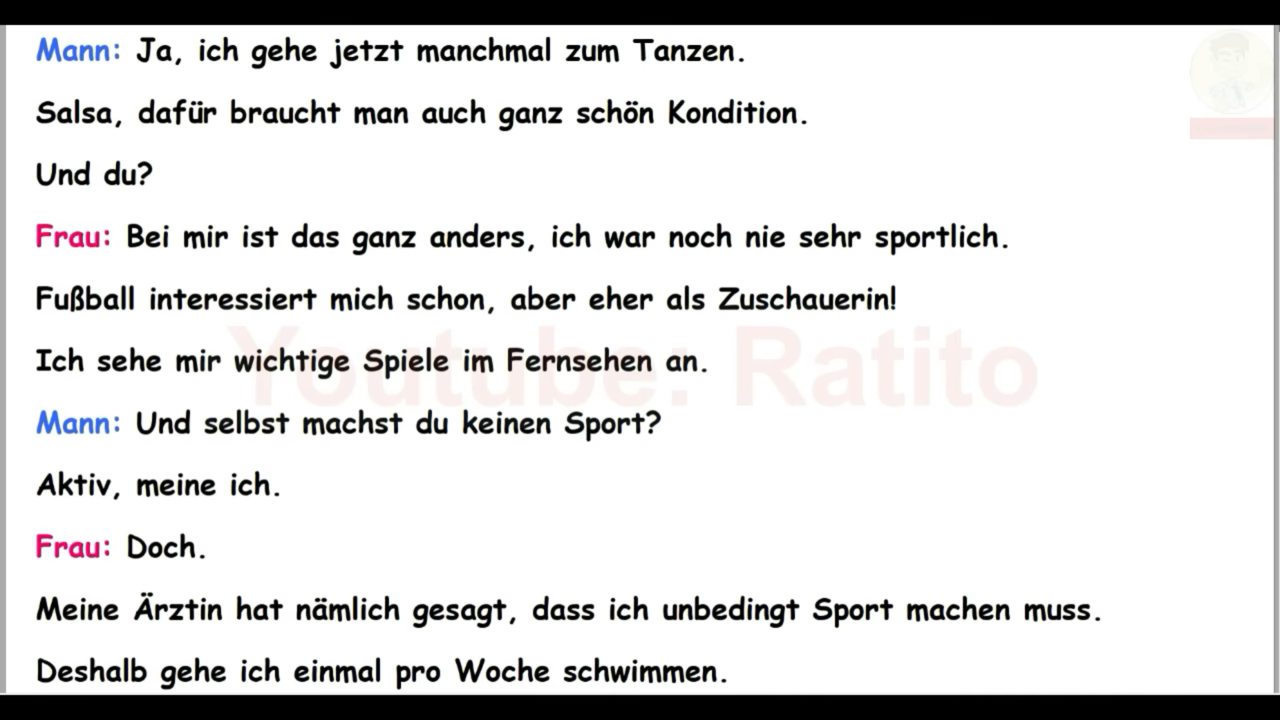 Mann: Ja, ich gehe jetzt manchmal zum Tanzen.
Salsa, dafür braucht man auch ganz schön Kondition.
Und du?
Frau: Bei mir ist das ganz anders, ich war noch nie sehr sportlich.
Fußball interessiert mich schon, aber eher als Zuschauerin!
Youtube: Ratito
Ich sehe mir wichtige Spiele im Fernsehen an.
Mann: Und selbst machst du keinen Sport?
Aktiv, meine ich.
Frau: Doch.
Meine Ärztin hat nämlich gesagt, dass ich unbedingt Sport machen muss.
Deshalb gehe ich einmal pro Woche schwimmen.